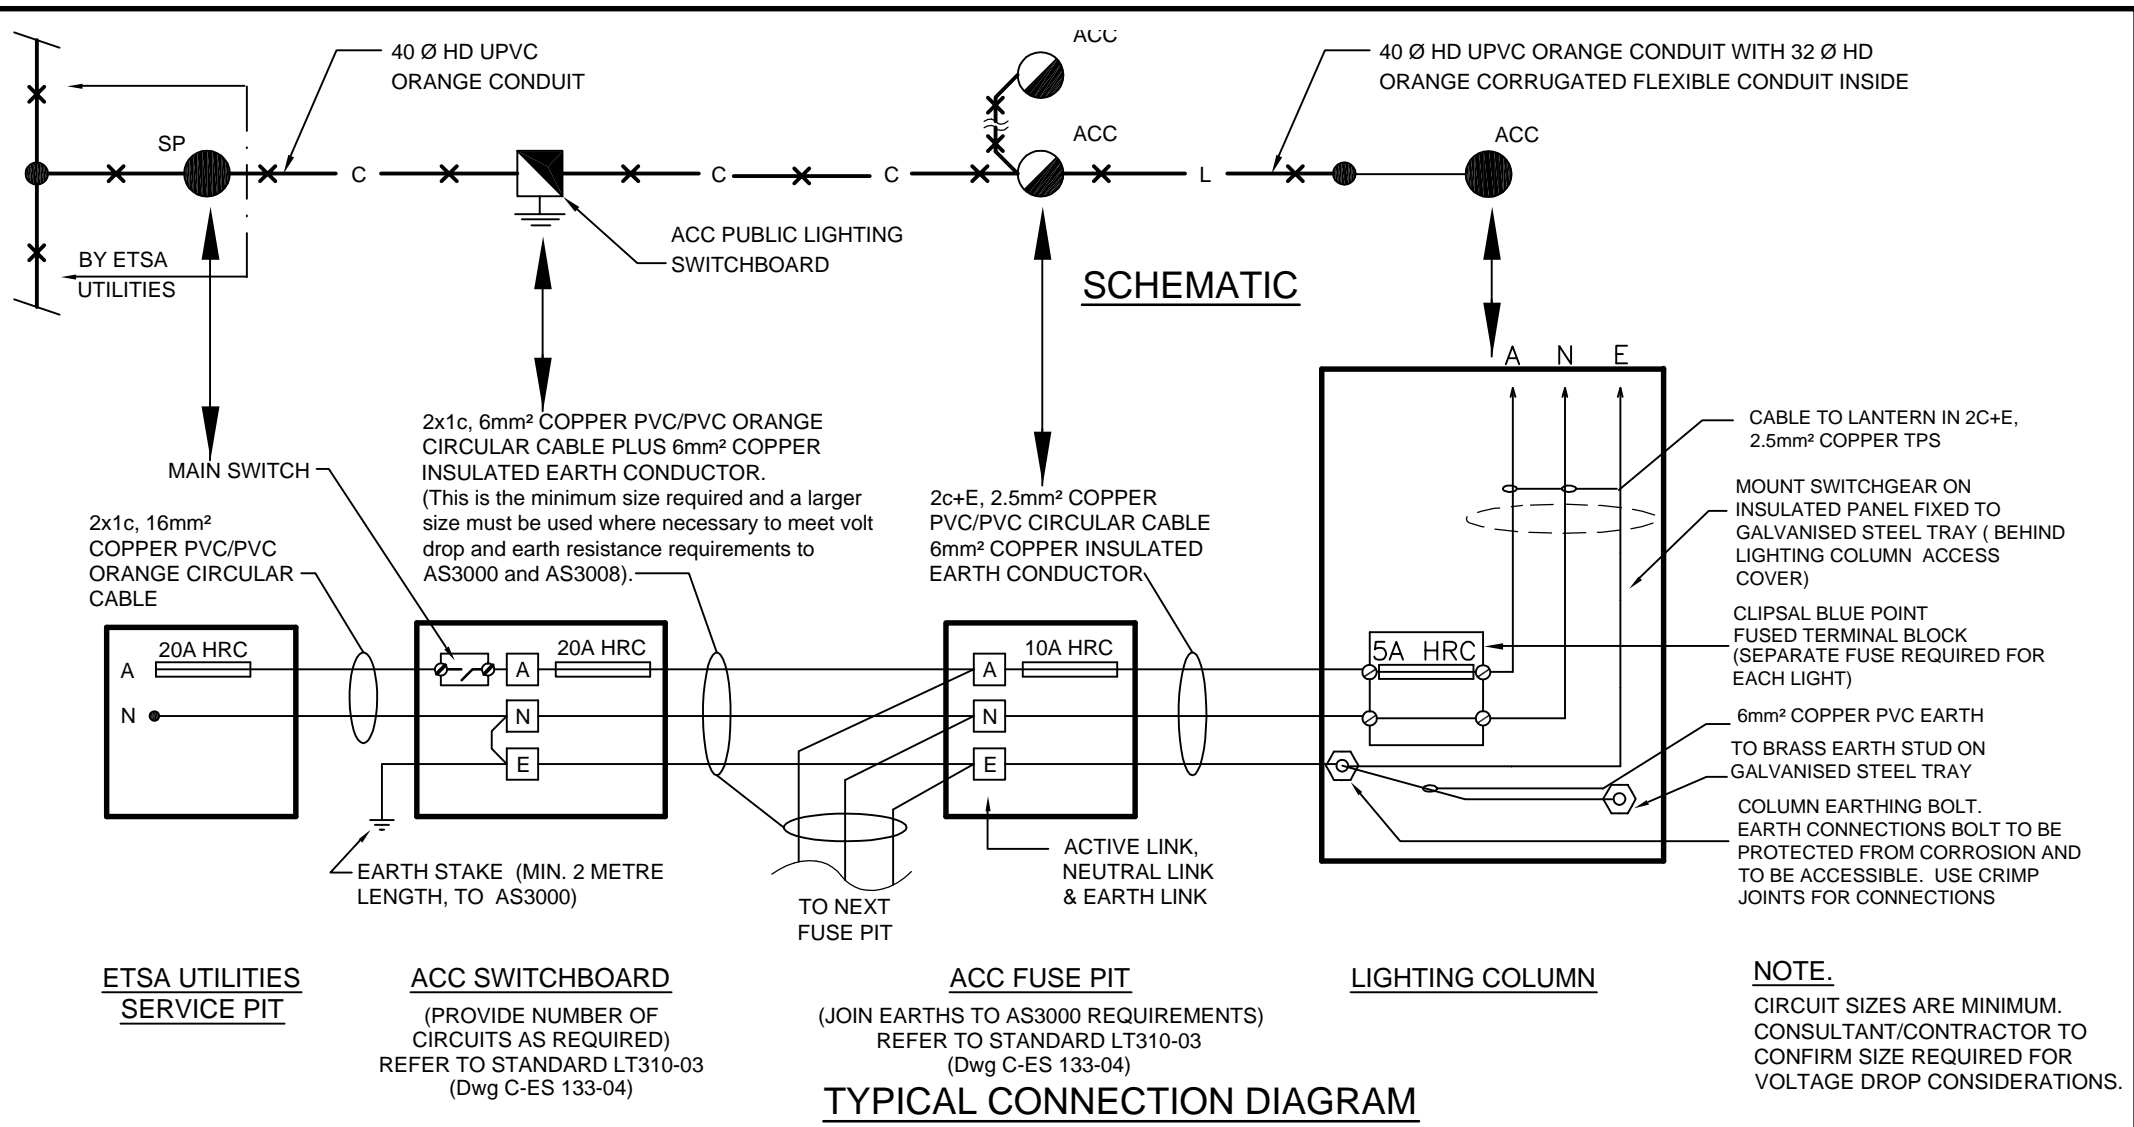 40 Ø HD UPVC
ORANGE CONDUIT
ACC
40 Ø HD UPVC ORANGE CONDUIT WITH 32 Ø HD
ORANGE CORRUGATED FLEXIBLE CONDUIT INSIDE
SP
ACC
ACC
C
C
C
L
BY ETSA
UTILITIES
ACC PUBLIC LIGHTING
SWITCHBOARD
SCHEMATIC
A N E
MAIN SWITCH
2x1c, 16mm²
COPPER PVC/PVC
ORANGE CIRCULAR
CABLE
2x1c, 6mm² COPPER PVC/PVC ORANGE
CIRCULAR CABLE PLUS 6mm² COPPER
INSULATED EARTH CONDUCTOR.
(This is the minimum size required and a larger
size must be used where necessary to meet volt
drop and earth resistance requirements to
AS3000 and AS3008).
2c+E, 2.5mm² COPPER
PVC/PVC CIRCULAR CABLE
6mm² COPPER INSULATED
EARTH CONDUCTOR
CABLE TO LANTERN IN 2C+E,
2.5mm² COPPER TPS
MOUNT SWITCHGEAR ON
INSULATED PANEL FIXED TO
GALVANISED STEEL TRAY ( BEHIND
LIGHTING COLUMN ACCESS
COVER)
CLIPSAL BLUE POINT
FUSED TERMINAL BLOCK
(SEPARATE FUSE REQUIRED FOR
EACH LIGHT)
6mm² COPPER PVC EARTH
TO BRASS EARTH STUD ON
GALVANISED STEEL TRAY
COLUMN EARTHING BOLT.
EARTH CONNECTIONS BOLT TO BE
PROTECTED FROM CORROSION AND
TO BE ACCESSIBLE. USE CRIMP
JOINTS FOR CONNECTIONS
A
20A HRC
N
A
20A HRC
N
E
A
10A HRC
N
E
5A HRC
EARTH STAKE (MIN. 2 METRE
LENGTH, TO AS3000)
TO NEXT
FUSE PIT
ACTIVE LINK,
NEUTRAL LINK
& EARTH LINK
ETSA UTILITIES
SERVICE PIT
ACC SWITCHBOARD
(PROVIDE NUMBER OF
CIRCUITS AS REQUIRED)
REFER TO STANDARD LT310-03
(Dwg C-ES 133-04)
ACC FUSE PIT
(JOIN EARTHS TO AS3000 REQUIREMENTS)
REFER TO STANDARD LT310-03
(Dwg C-ES 133-04)
LIGHTING COLUMN
NOTE.
CIRCUIT SIZES ARE MINIMUM.
CONSULTANT/CONTRACTOR TO
CONFIRM SIZE REQUIRED FOR
VOLTAGE DROP CONSIDERATIONS.
TYPICAL CONNECTION DIAGRAM